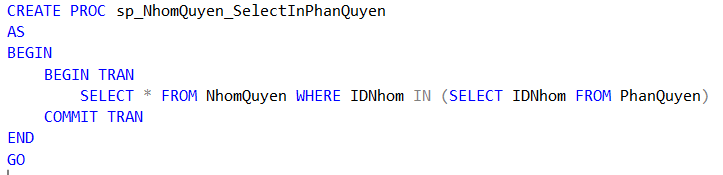 CREATE PROC sp_NhomQuyen_SelectInPhanQuyen
AS
BEGIN
    BEGIN TRAN
        SELECT * FROM NhomQuyen WHERE IDNhom IN (SELECT IDNhom FROM PhanQuyen)
    COMMIT TRAN
END
GO